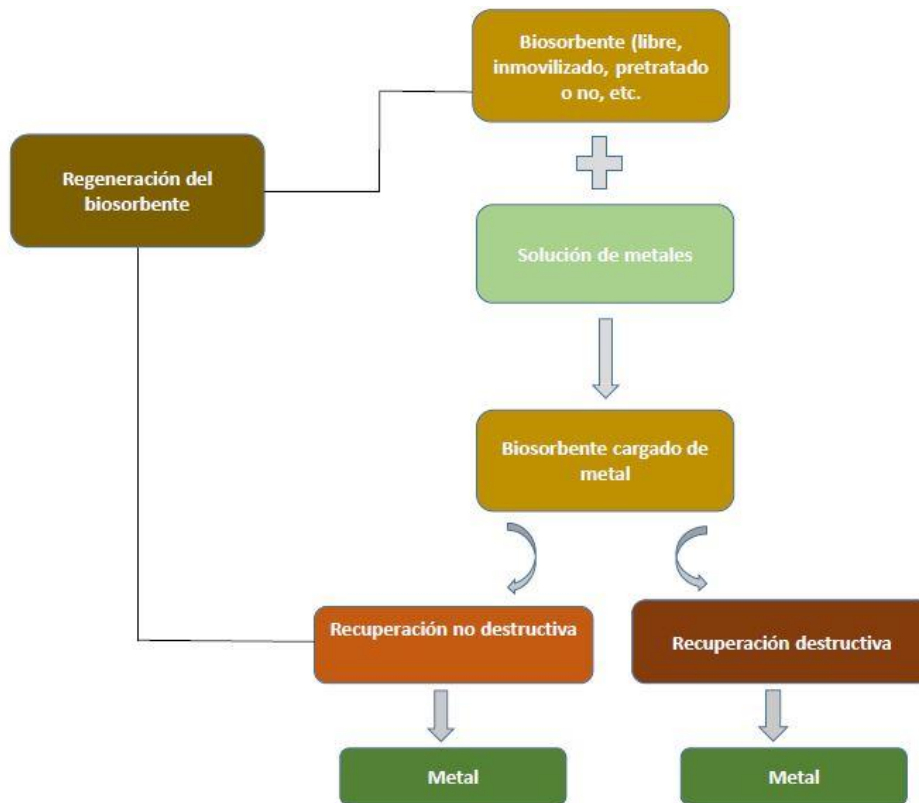 Biosorbente (libre,
inmovilizado, pretratado
o no, etc.
Regeneración del
biosorbente
Solución de metales
Biosorbente cargado de
metal
Recuperación no destructiva
Recuperación destructiva
Metal
Metal